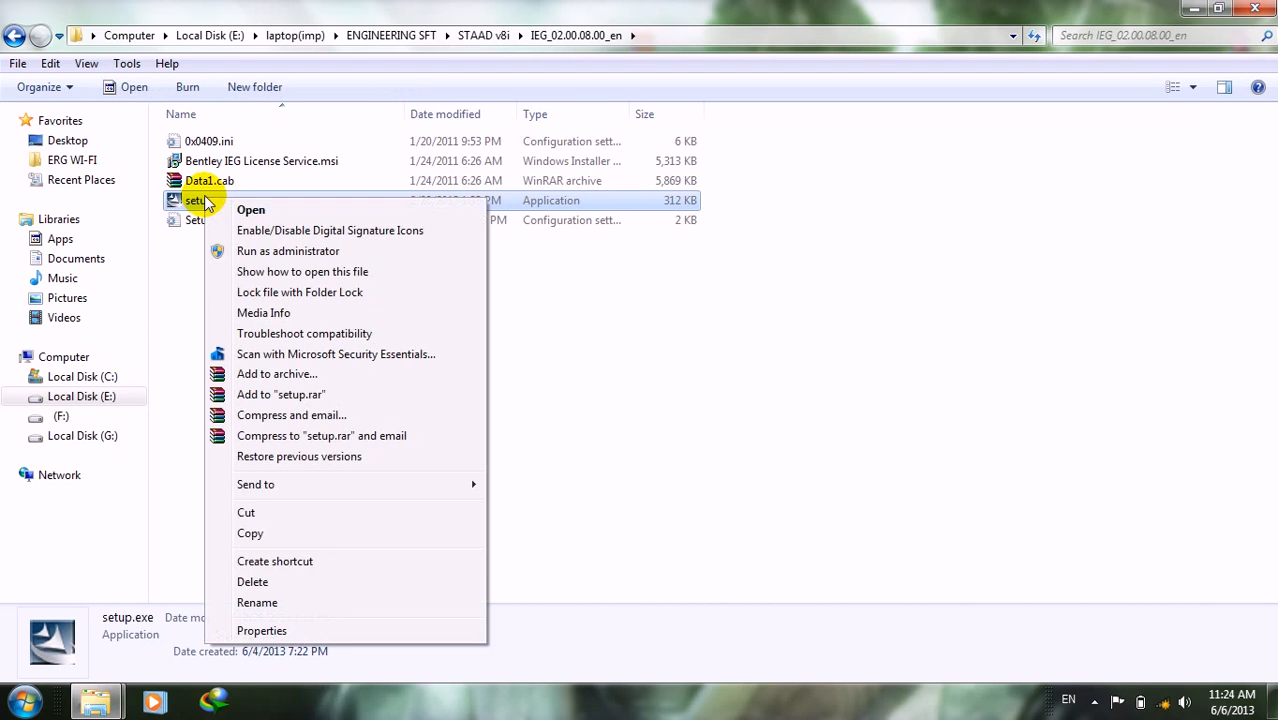 Computer Local Disk (E:) laptop(imp) ENGINEERING SFT STAAD v8i IEG_02.00.08.00_en
Search IEG_02.00.08.00_en
File Edit View Tools Help
Organize Open Burn New folder
Name Date modified Type Size
Favorites
Desktop
ERG WI-FI
Recent Places
Libraries
Apps
Documents
Music
Pictures
Videos
Computer
Local Disk (C:)
Local Disk (E:)
(F:)
Local Disk (G:)
Network
0x0409.ini 1/20/2011 9:53 PM Configuration sett... 6 KB
Bentley IEG License Service.msi 1/24/2011 6:26 AM Windows Installer ... 5,313 KB
Data1.cab 1/24/2011 6:26 AM WinRAR archive 5,869 KB
setu Application 312 KB
Setu PM Configuration sett... 2 KB
Open
Enable/Disable Digital Signature Icons
Run as administrator
Show how to open this file
Lock file with Folder Lock
Media Info
Troubleshoot compatibility
Scan with Microsoft Security Essentials...
Add to archive...
Add to "setup.rar"
Compress and email...
Compress to "setup.rar" and email
Restore previous versions
Send to
Cut
Copy
Create shortcut
Delete
Rename
Properties
setup.exe Date mo
Application
Date created: 6/4/2013 7:22 PM
EN
11:24 AM
6/6/2013